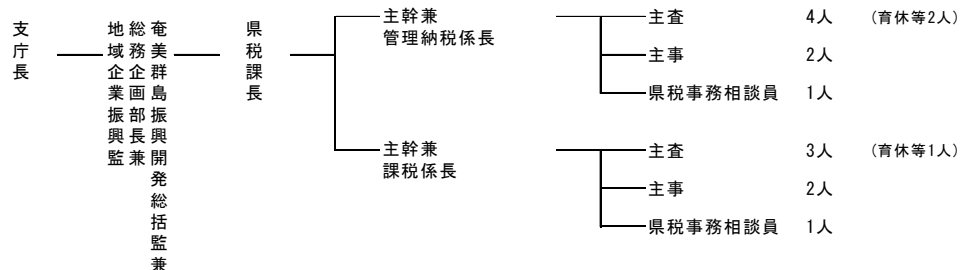 支庁長
奄美群島振興開発総括監兼
総務企画部長兼
地域企業振興監
県税課長
主幹兼
管理納税係長
主査 4人 (育休等2人)
主事 2人
県税事務相談員 1人
主幹兼
課税係長
主査 3人 (育休等1人)
主事 2人
県税事務相談員 1人